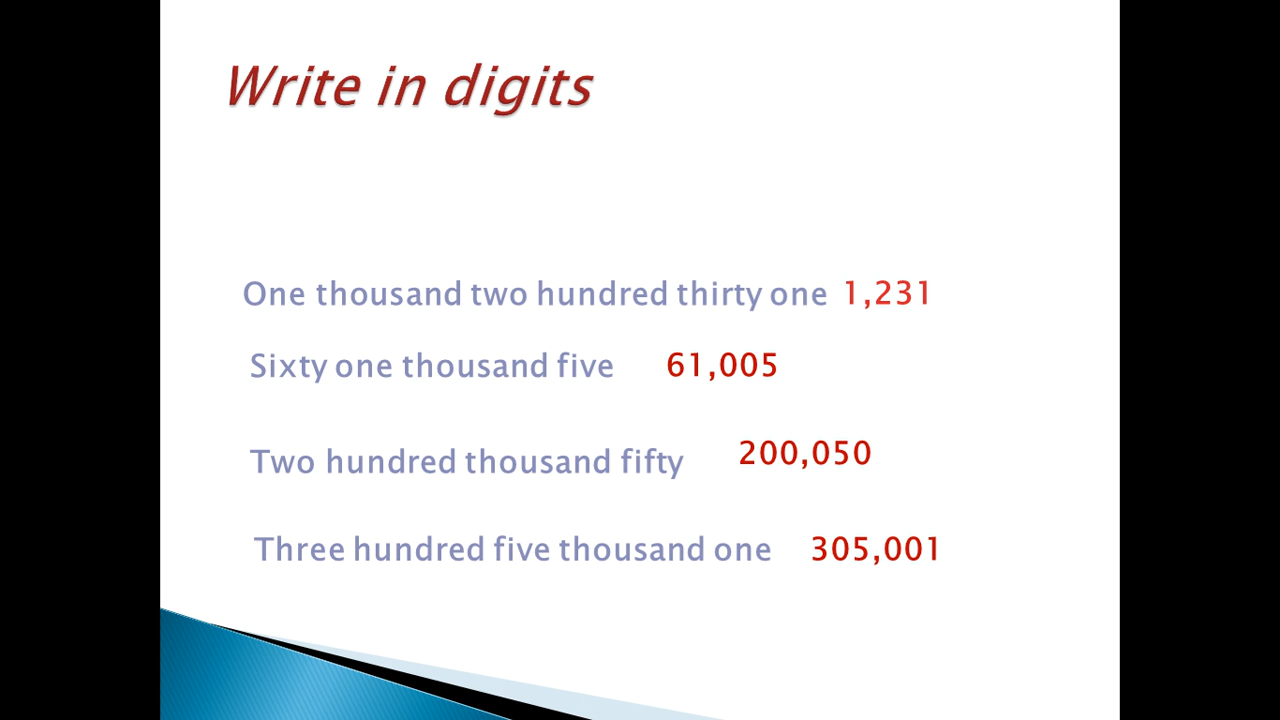 Write in digits
One thousand two hundred thirty one 1,231
Sixty one thousand five 61,005
Two hundred thousand fifty 200,050
Three hundred five thousand one 305,001